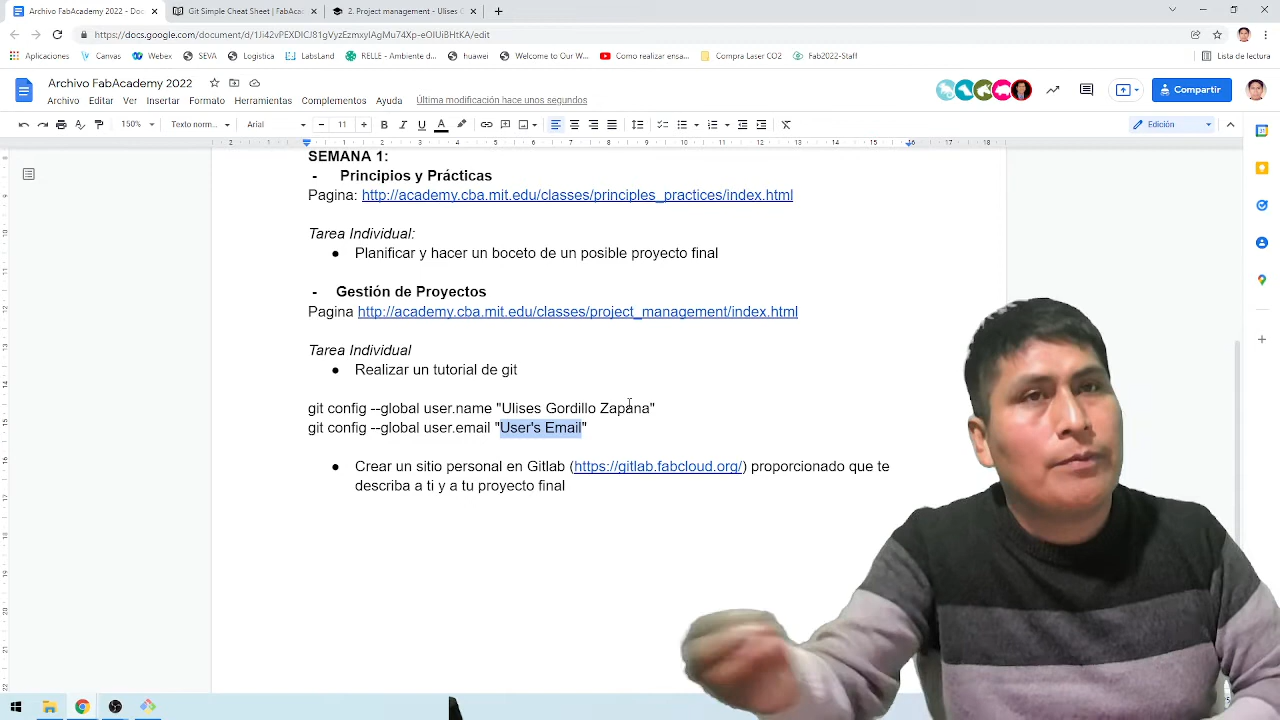 Archivo FabAcademy 2022 - Doc
Git Simple Cheat Sheet | FabAca
2. Project management - Ulises G
https://docs.google.com/document/d/1Ji42vPEXDICJ81gVyzEzmxyIAgMu74Xp-eOIUiBHtKA/edit
Aplicaciones
Canvas
Webex
SEVA
Logistica
LabsLand
RELLE - Ambiente d...
huawei
Welcome to Our W...
Como realizar ensa...
Compra Laser CO2
Fab2022-Staff
Lista de lectura
Archivo FabAcademy 2022
Archivo Editar Ver Insertar Formato Herramientas Complementos Ayuda Última modificación hace unos segundos
Compartir
150% Texto norm... Arial 11
Edición
SEMANA 1:
- Principios y Prácticas
Pagina: http://academy.cba.mit.edu/classes/principles_practices/index.html
Tarea Individual:
● Planificar y hacer un boceto de un posible proyecto final
- Gestión de Proyectos
Pagina http://academy.cba.mit.edu/classes/project_management/index.html
Tarea Individual
● Realizar un tutorial de git
git config --global user.name "Ulises Gordillo Zapana"
git config --global user.email "User's Email"
● Crear un sitio personal en Gitlab (https://gitlab.fabcloud.org/) proporcionado que te
describa a ti y a tu proyecto final